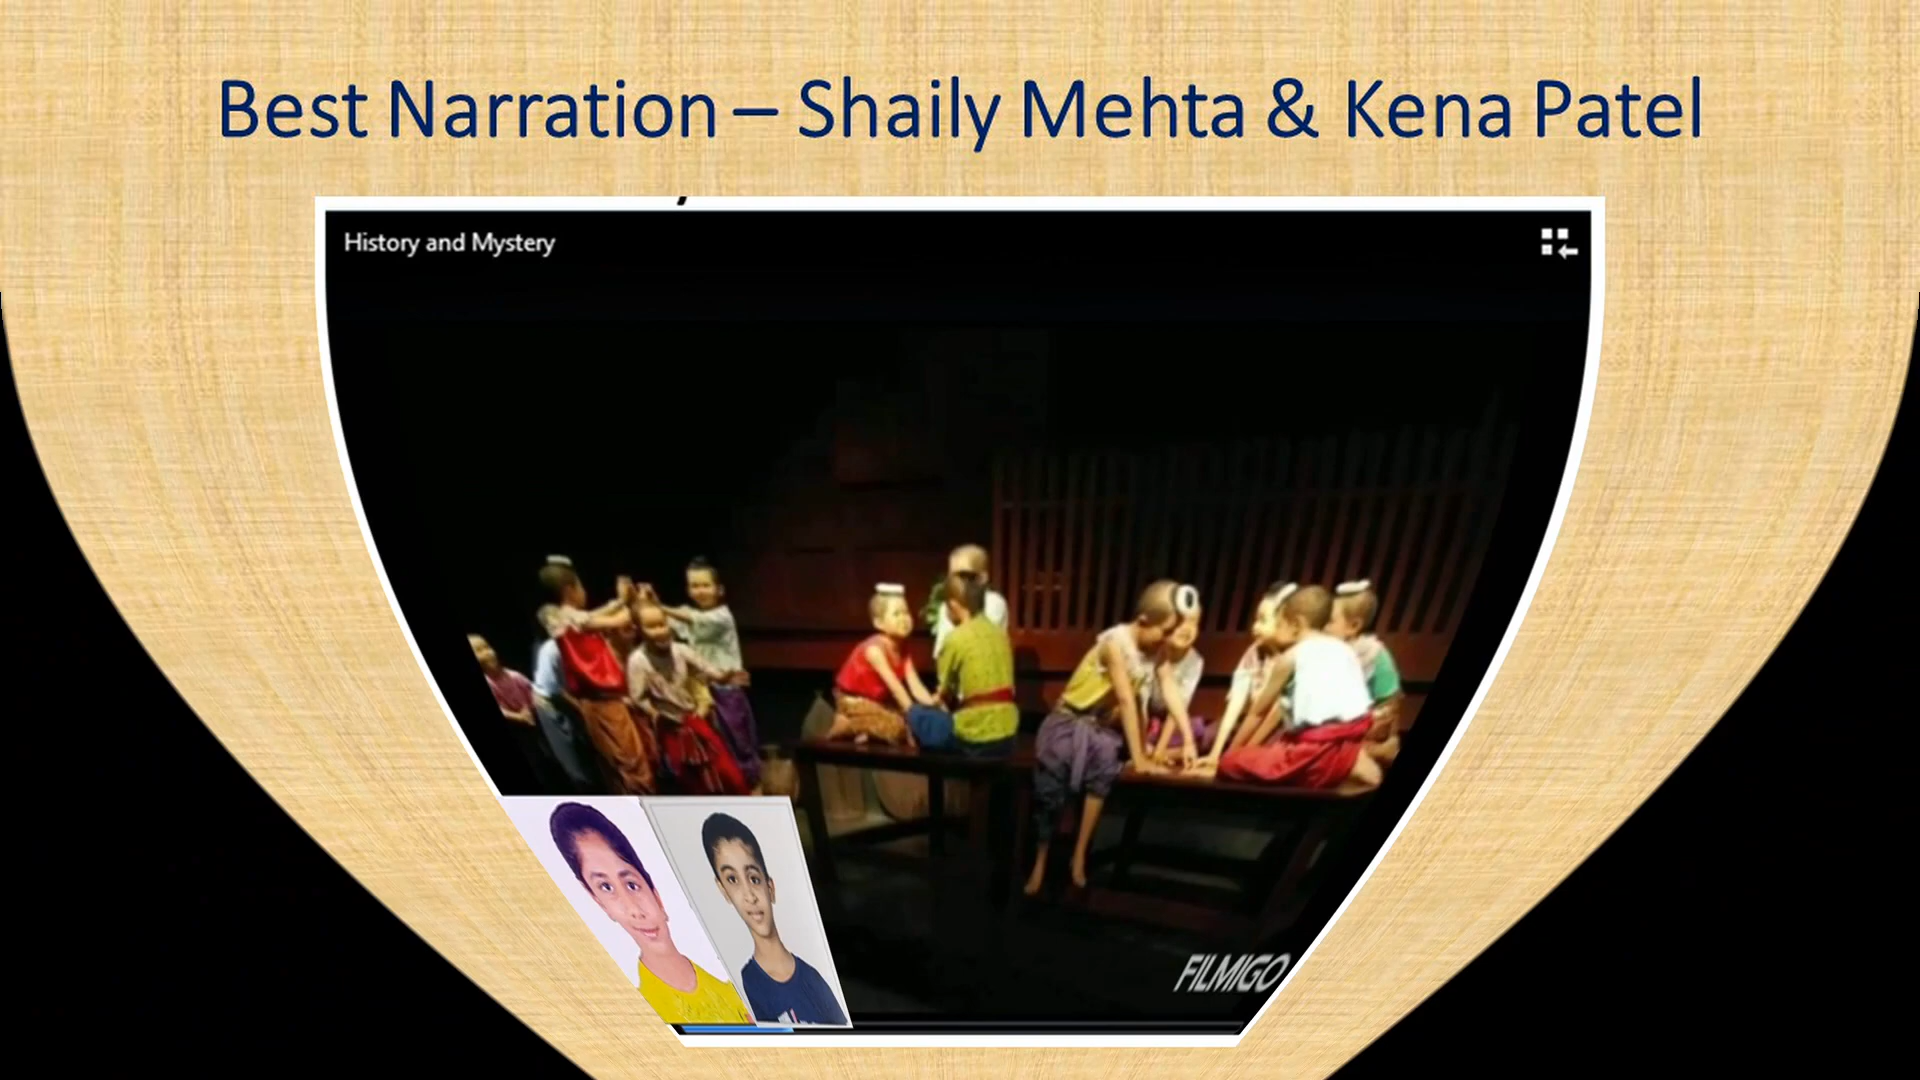 Best Narration – Shaily Mehta & Kena Patel
History and Mystery
FILMIGO